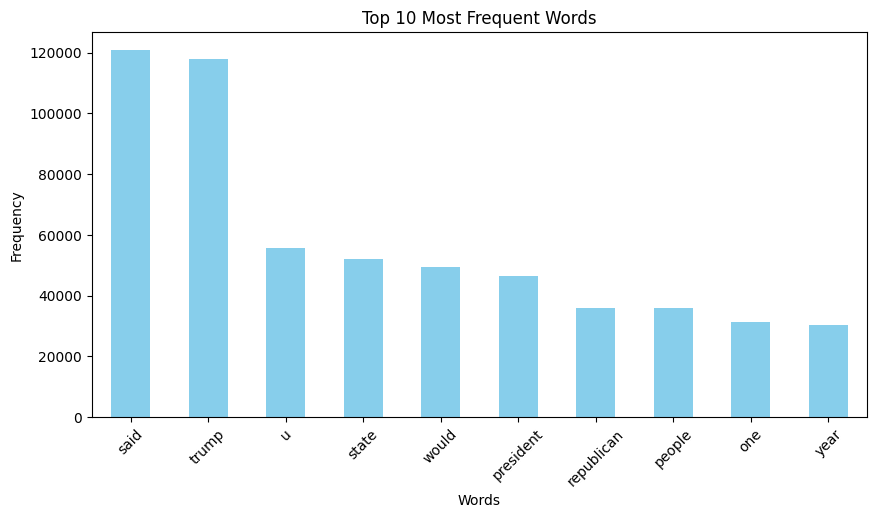 Top 10 Most Frequent Words
Frequency
120000
100000
80000
60000
40000
20000
0
said
trump
u
state
would
president
republican
people
one
year
Words